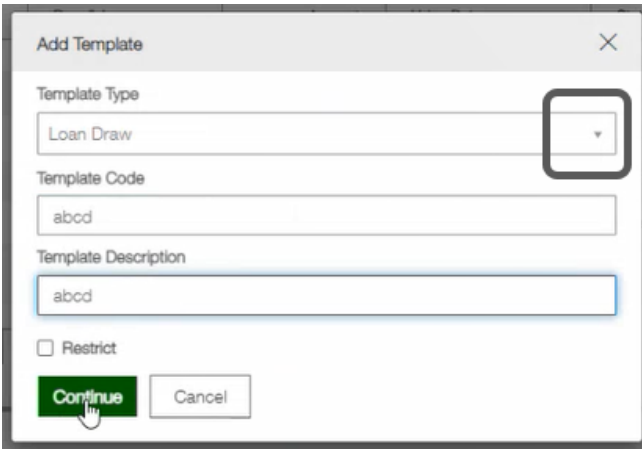 Add Template
Template Type
Loan Draw
Template Code
abcd
Template Description
abcd
Restrict
Continue
Cancel